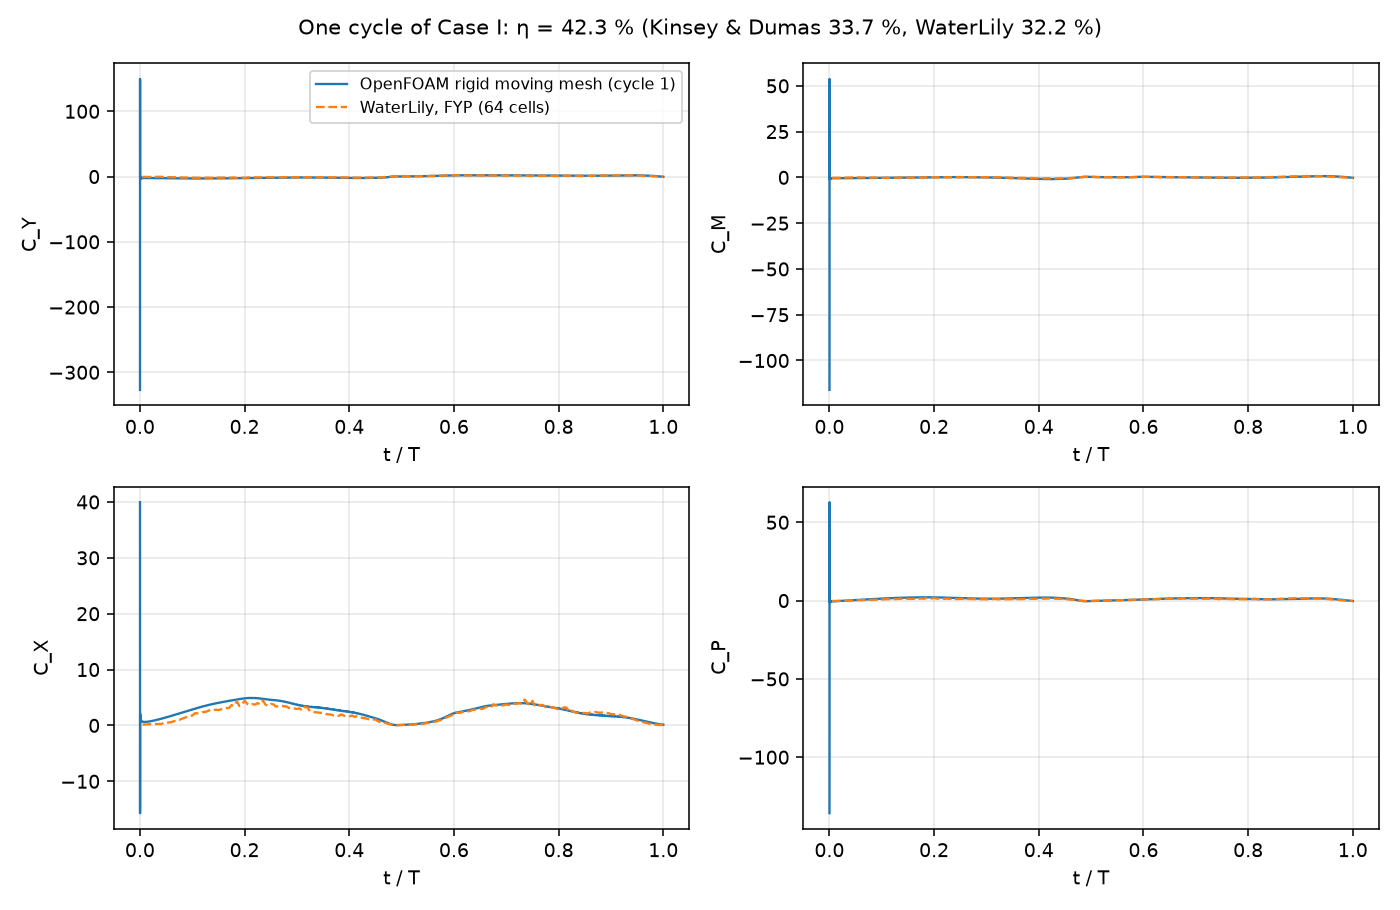 One cycle of Case I: η = 42.3 % (Kinsey & Dumas 33.7 %, WaterLily 32.2 %)
OpenFOAM rigid moving mesh (cycle 1)
WaterLily, FYP (64 cells)
C_Y
100
0
−100
−200
−300
0.0 0.2 0.4 0.6 0.8 1.0
t / T
C_M
50
25
0
−25
−50
−75
−100
0.0 0.2 0.4 0.6 0.8 1.0
t / T
C_X
40
30
20
10
0
−10
0.0 0.2 0.4 0.6 0.8 1.0
t / T
C_P
50
0
−50
−100
0.0 0.2 0.4 0.6 0.8 1.0
t / T